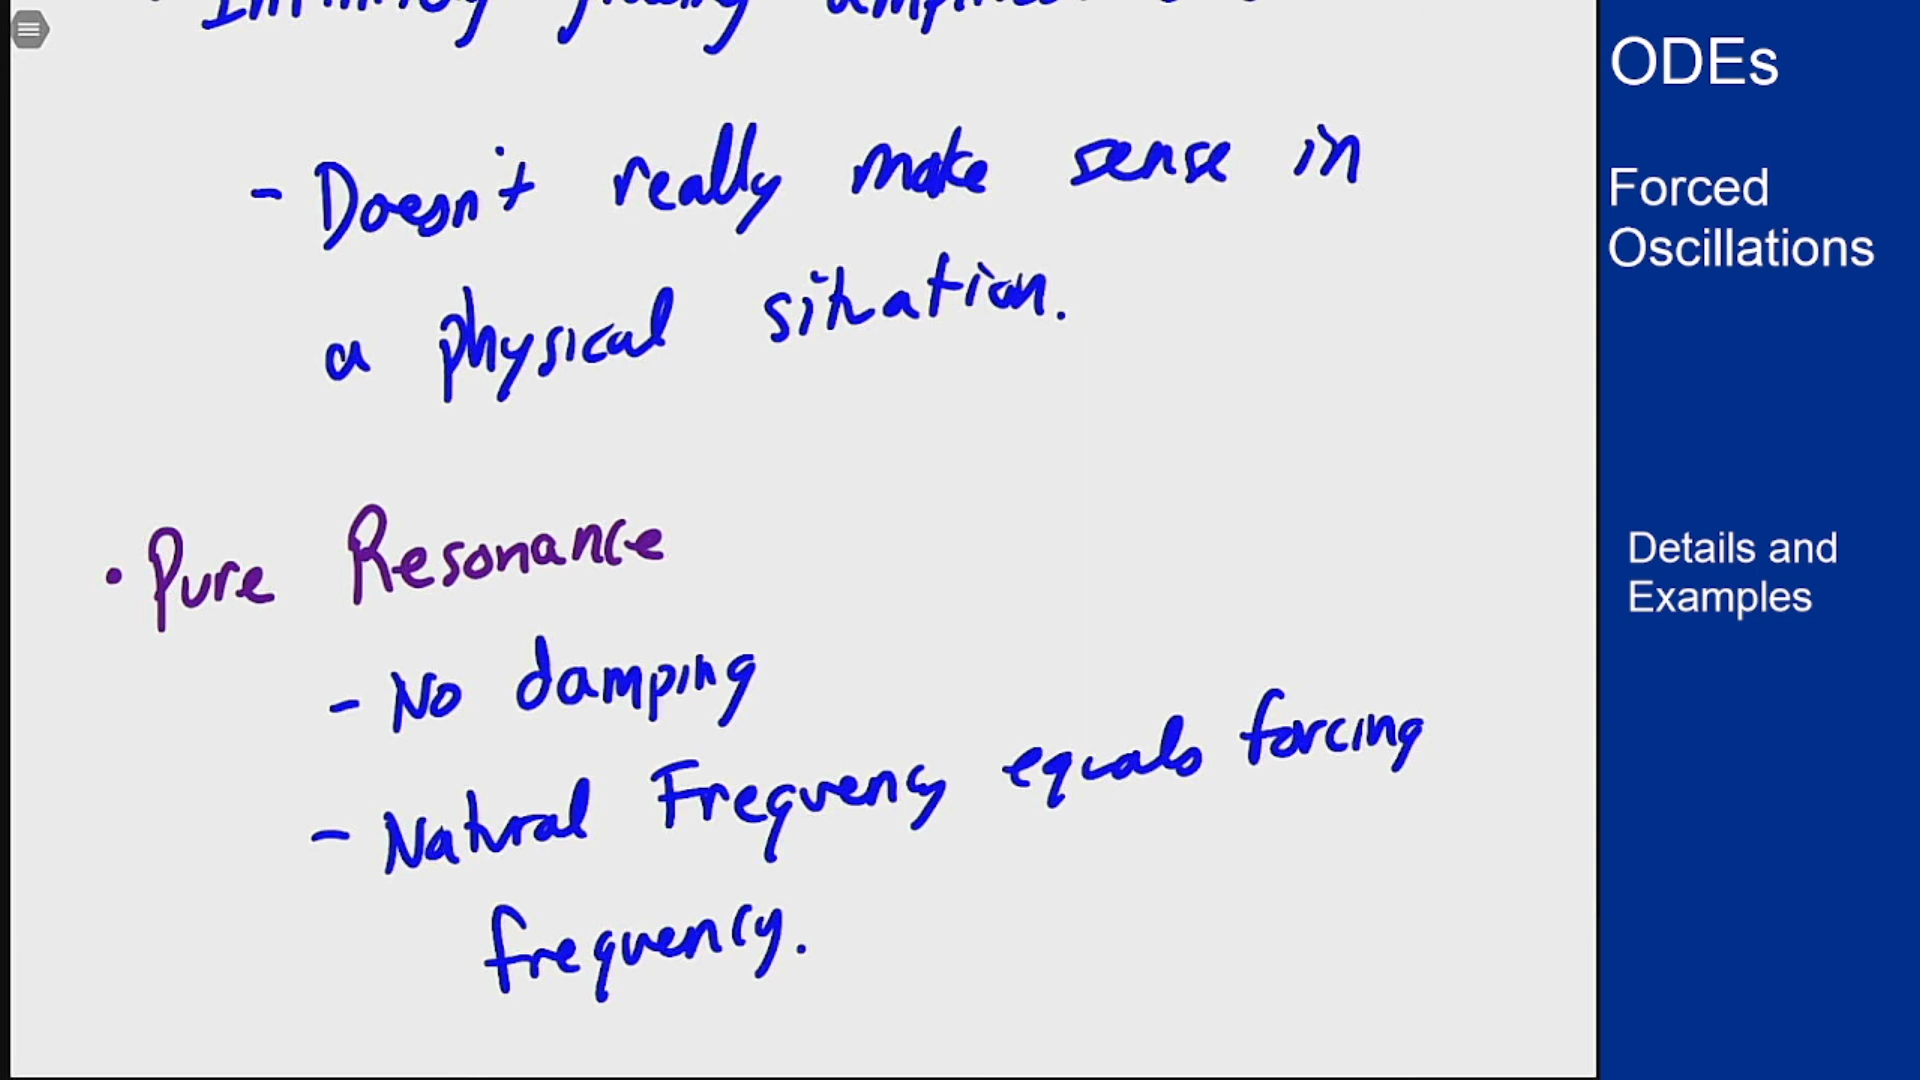 - Doesn't really make sense in
a physical situation.
• Pure Resonance
- No damping
- Natural Frequency equals forcing
frequency.
ODEs
Forced
Oscillations
Details and
Examples